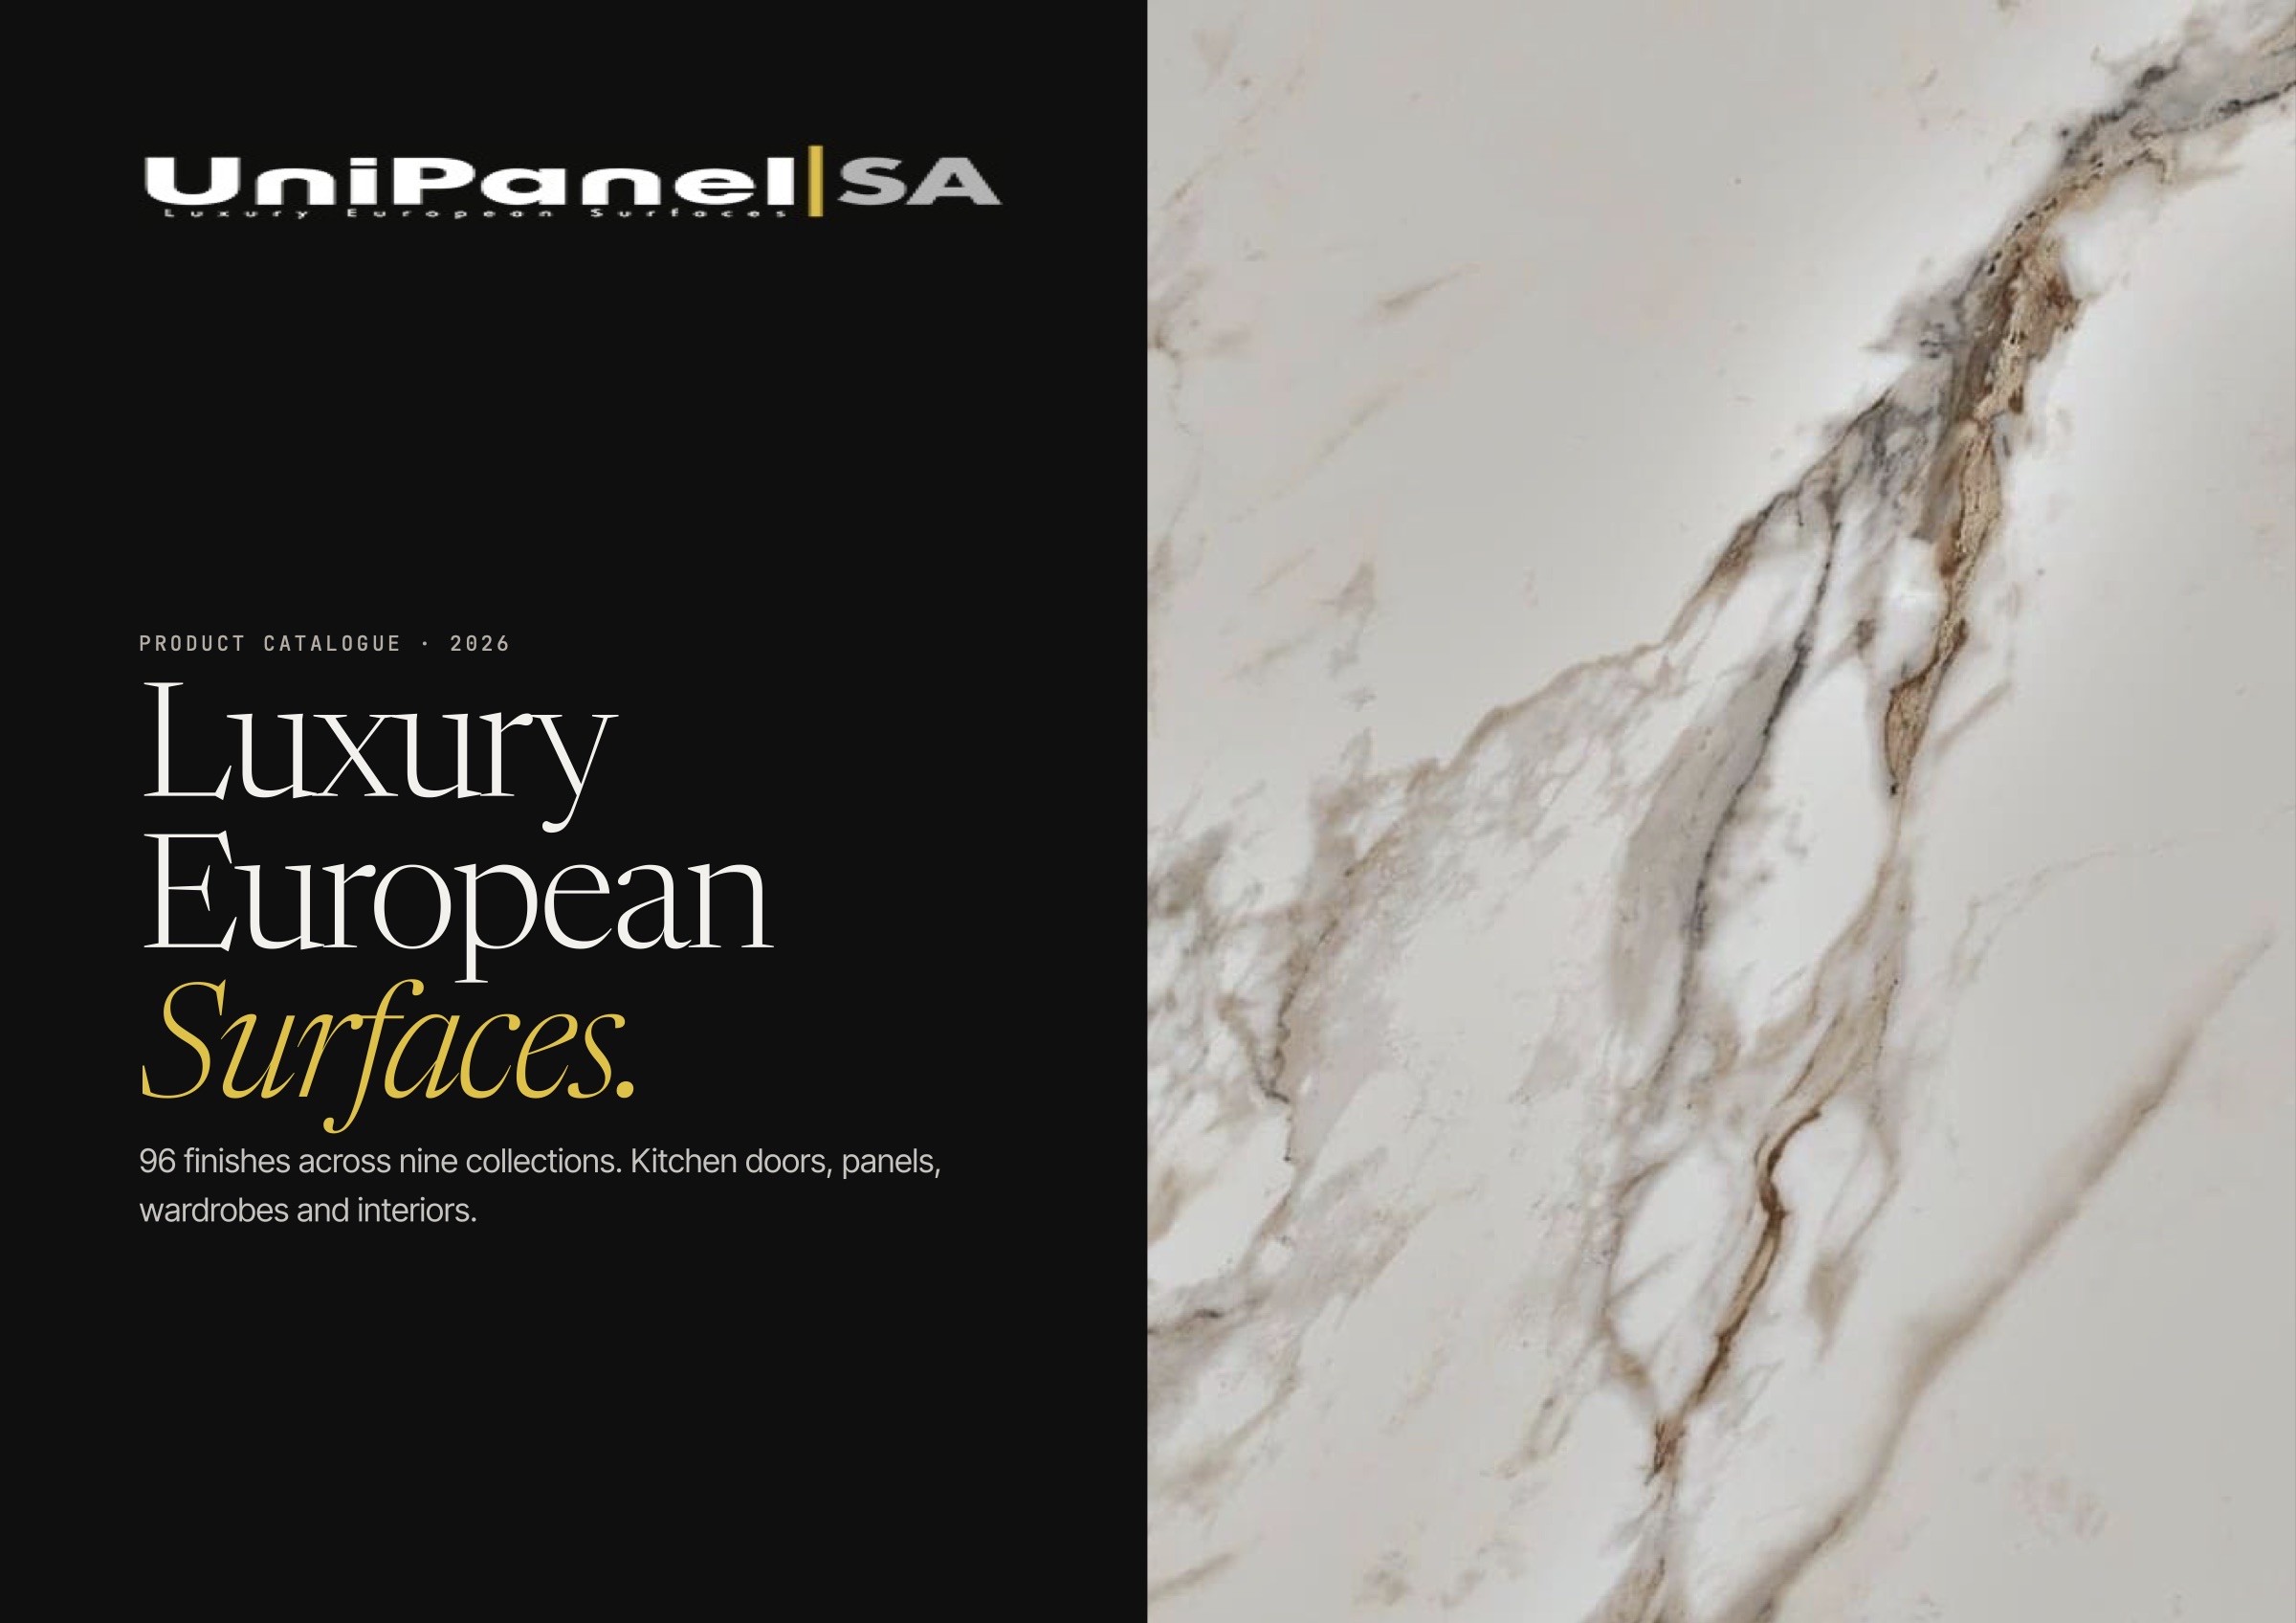 UniPanel|SA
Luxury European Surfaces
PRODUCT CATALOGUE · 2026
Luxury
European
Surfaces.
96 finishes across nine collections. Kitchen doors, panels,
wardrobes and interiors.